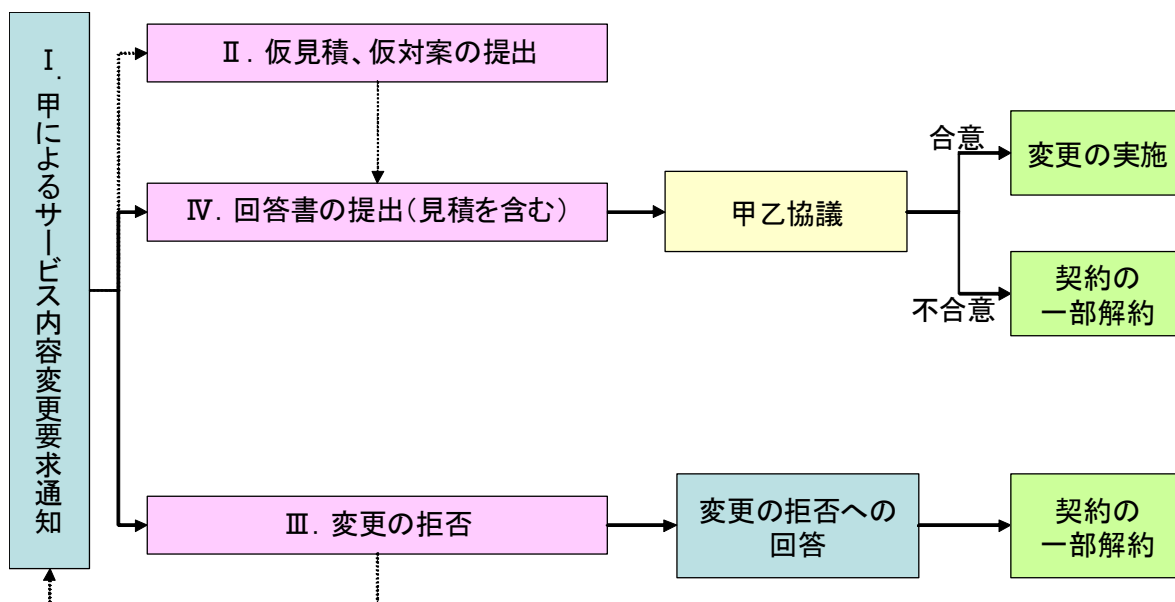 Ⅰ．甲によるサービス内容変更要求通知
Ⅱ．仮見積、仮対案の提出
Ⅳ．回答書の提出（見積を含む）
甲乙協議
合意
変更の実施
不合意
契約の
一部解約
Ⅲ．変更の拒否
変更の拒否への
回答
契約の
一部解約